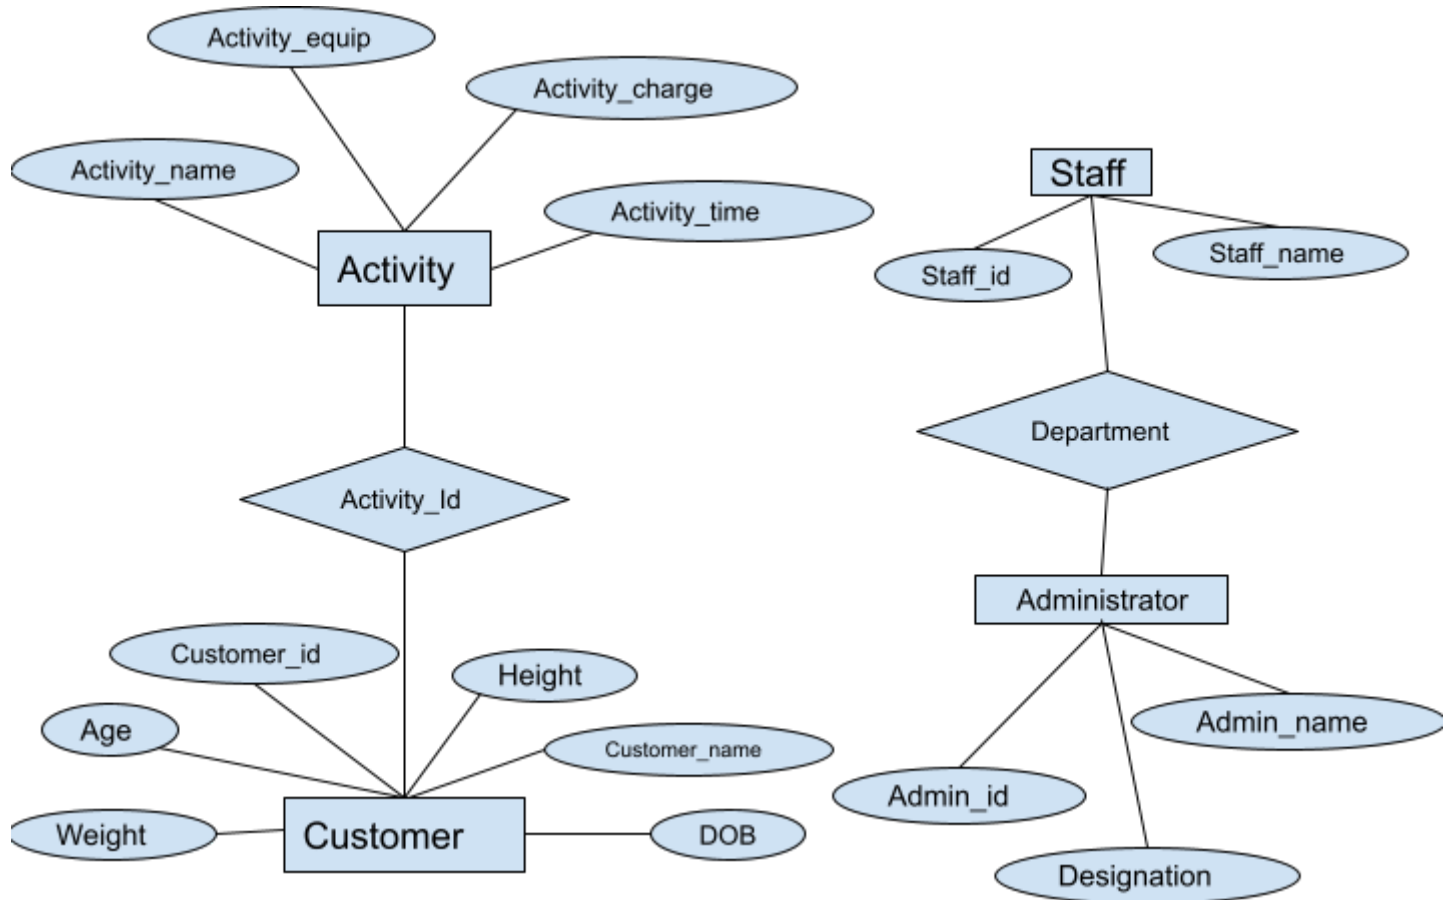 Activity_equip
Activity_charge
Activity_name
Activity_time
Activity
Activity_Id
Customer_id
Height
Age
Customer_name
Weight
Customer
DOB
Staff
Staff_id
Staff_name
Department
Administrator
Admin_name
Admin_id
Designation